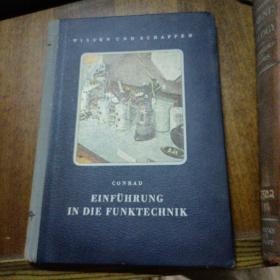 WISSEN UND SCHAFFEN
CONRAD
EINFÜHRUNG
IN DIE FUNKTECHNIK